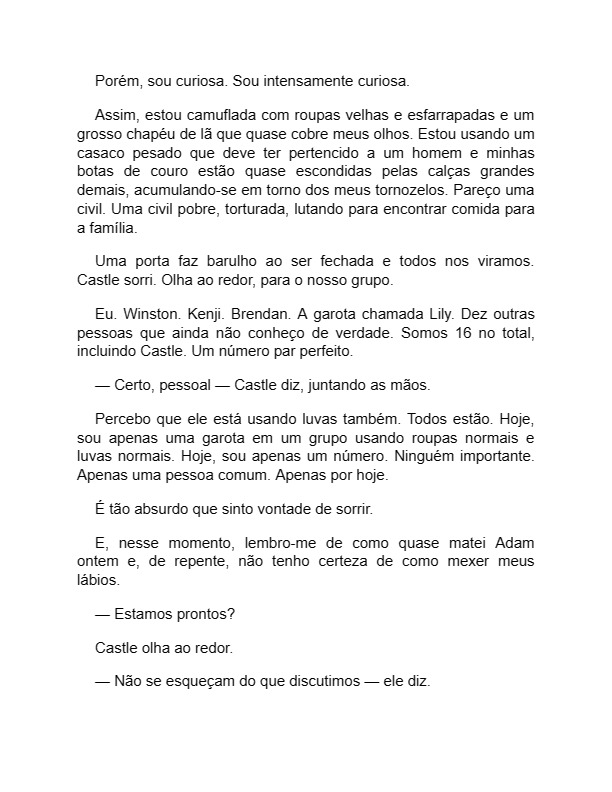 Porém, sou curiosa. Sou intensamente curiosa.
Assim, estou camuflada com roupas velhas e esfarrapadas e um
grosso chapéu de lã que quase cobre meus olhos. Estou usando um
casaco pesado que deve ter pertencido a um homem e minhas
botas de couro estão quase escondidas pelas calças grandes
demais, acumulando-se em torno dos meus tornozelos. Pareço uma
civil. Uma civil pobre, torturada, lutando para encontrar comida para
a família.
Uma porta faz barulho ao ser fechada e todos nos viramos.
Castle sorri. Olha ao redor, para o nosso grupo.
Eu. Winston. Kenji. Brendan. A garota chamada Lily. Dez outras
pessoas que ainda não conheço de verdade. Somos 16 no total,
incluindo Castle. Um número par perfeito.
— Certo, pessoal — Castle diz, juntando as mãos.
Percebo que ele está usando luvas também. Todos estão. Hoje,
sou apenas uma garota em um grupo usando roupas normais e
luvas normais. Hoje, sou apenas um número. Ninguém importante.
Apenas uma pessoa comum. Apenas por hoje.
É tão absurdo que sinto vontade de sorrir.
E, nesse momento, lembro-me de como quase matei Adam
ontem e, de repente, não tenho certeza de como mexer meus
lábios.
— Estamos prontos?
Castle olha ao redor.
— Não se esqueçam do que discutimos — ele diz.